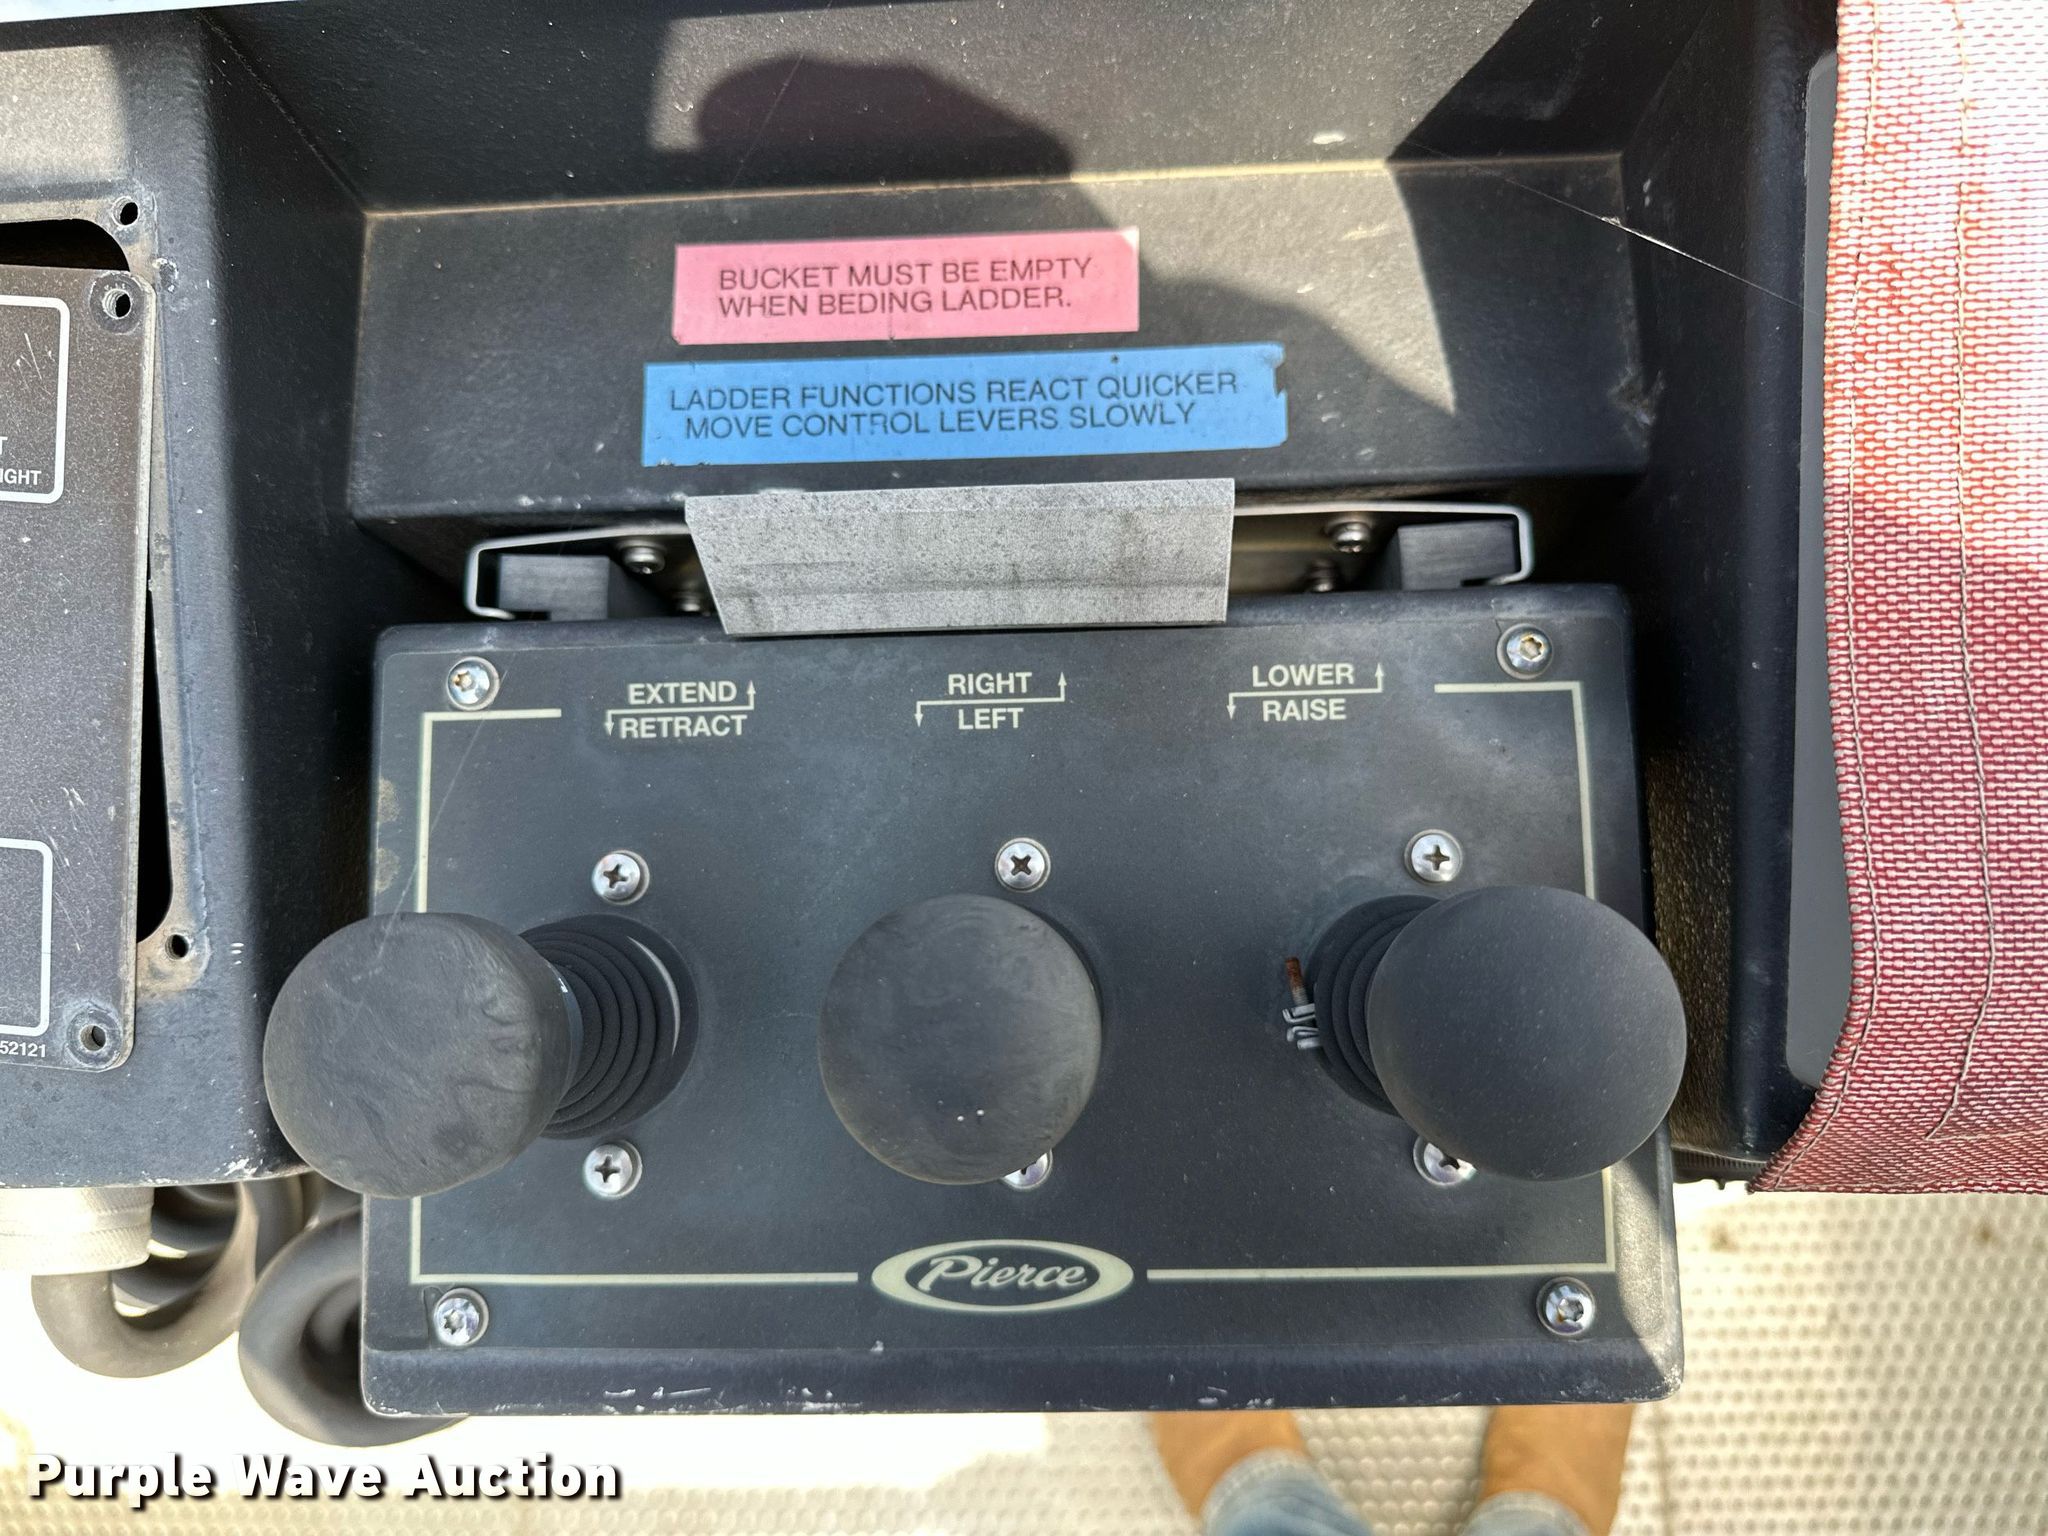 BUCKET MUST BE EMPTY
WHEN BEDING LADDER.
LADDER FUNCTIONS REACT QUICKER
MOVE CONTROL LEVERS SLOWLY
EXTEND
RETRACT
RIGHT
LEFT
LOWER
RAISE
52121
Pierce
Purple Wave Auction